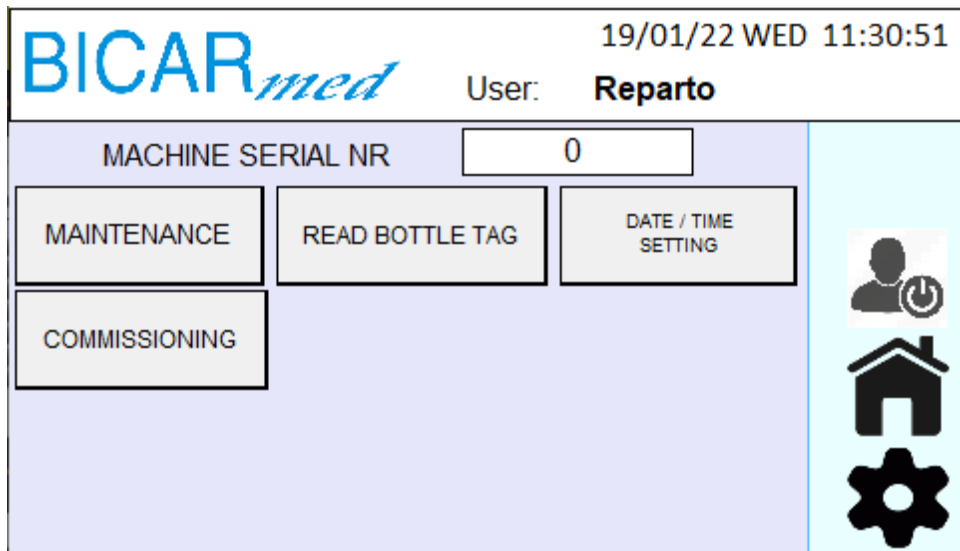 BICARmed
19/01/22 WED 11:30:51
User: Reparto
MACHINE SERIAL NR 0
MAINTENANCE
READ BOTTLE TAG
DATE / TIME
SETTING
COMMISSIONING